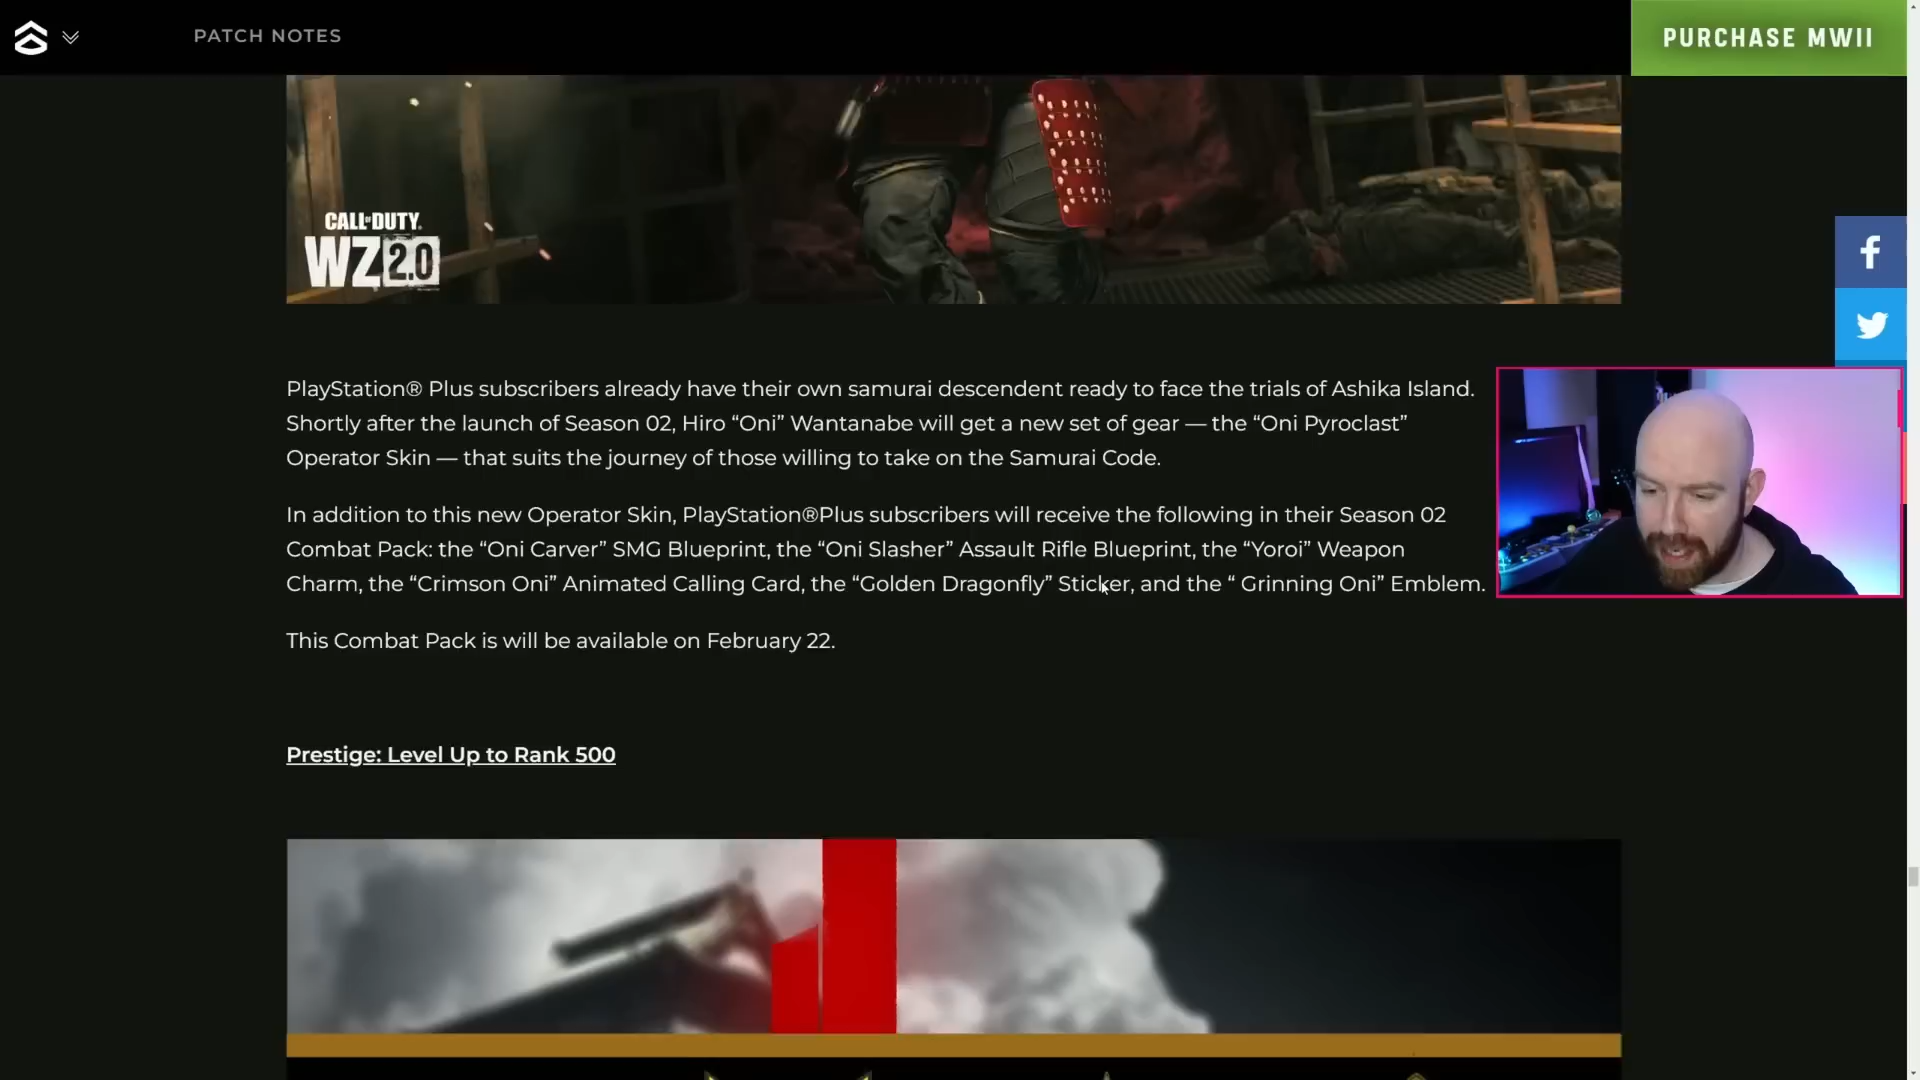 PATCH NOTES
PURCHASE MWII
CALL OF DUTY
WZ 2.0
PlayStation® Plus subscribers already have their own samurai descendent ready to face the trials of Ashika Island.
Shortly after the launch of Season 02, Hiro “Oni” Wantanabe will get a new set of gear — the “Oni Pyroclast”
Operator Skin — that suits the journey of those willing to take on the Samurai Code.
In addition to this new Operator Skin, PlayStation®Plus subscribers will receive the following in their Season 02
Combat Pack: the “Oni Carver” SMG Blueprint, the “Oni Slasher” Assault Rifle Blueprint, the “Yoroi” Weapon
Charm, the “Crimson Oni” Animated Calling Card, the “Golden Dragonfly” Sticker, and the “ Grinning Oni” Emblem.
This Combat Pack is will be available on February 22.
Prestige: Level Up to Rank 500